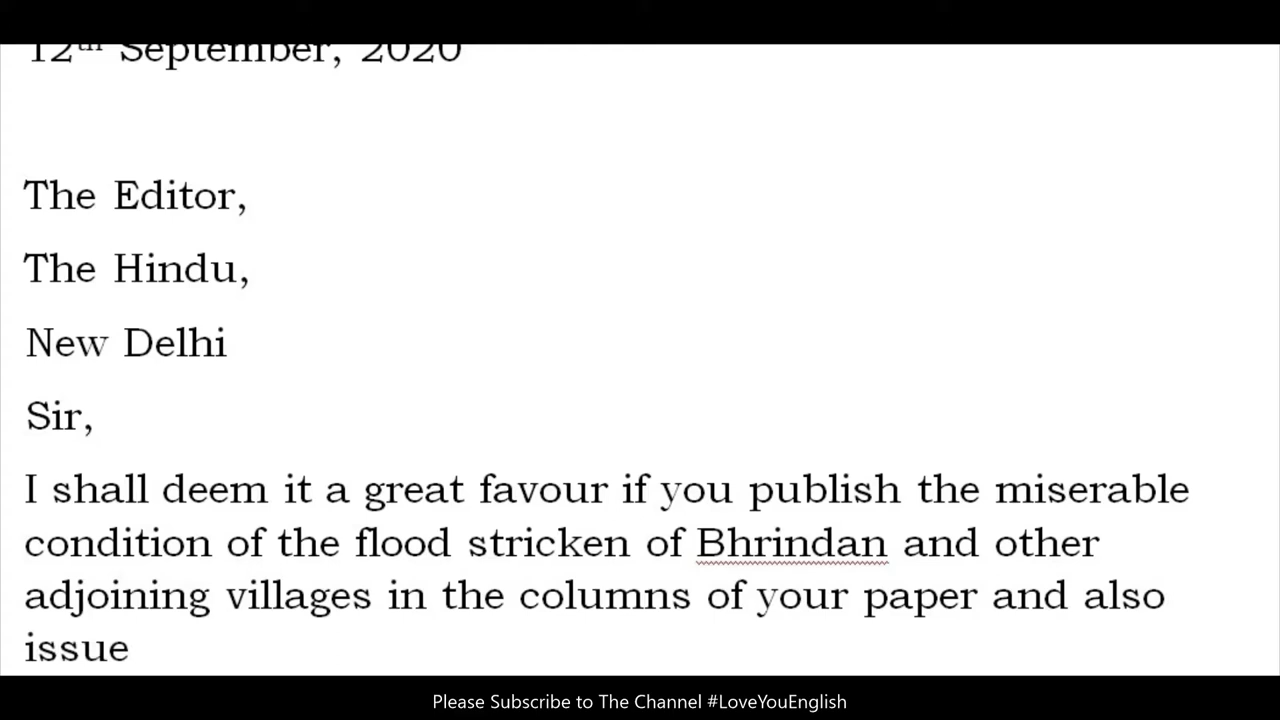 12th September, 2020
The Editor,
The Hindu,
New Delhi
Sir,
I shall deem it a great favour if you publish the miserable
condition of the flood stricken of Bhrindan and other
adjoining villages in the columns of your paper and also
issue
Please Subscribe to The Channel #LoveYouEnglish